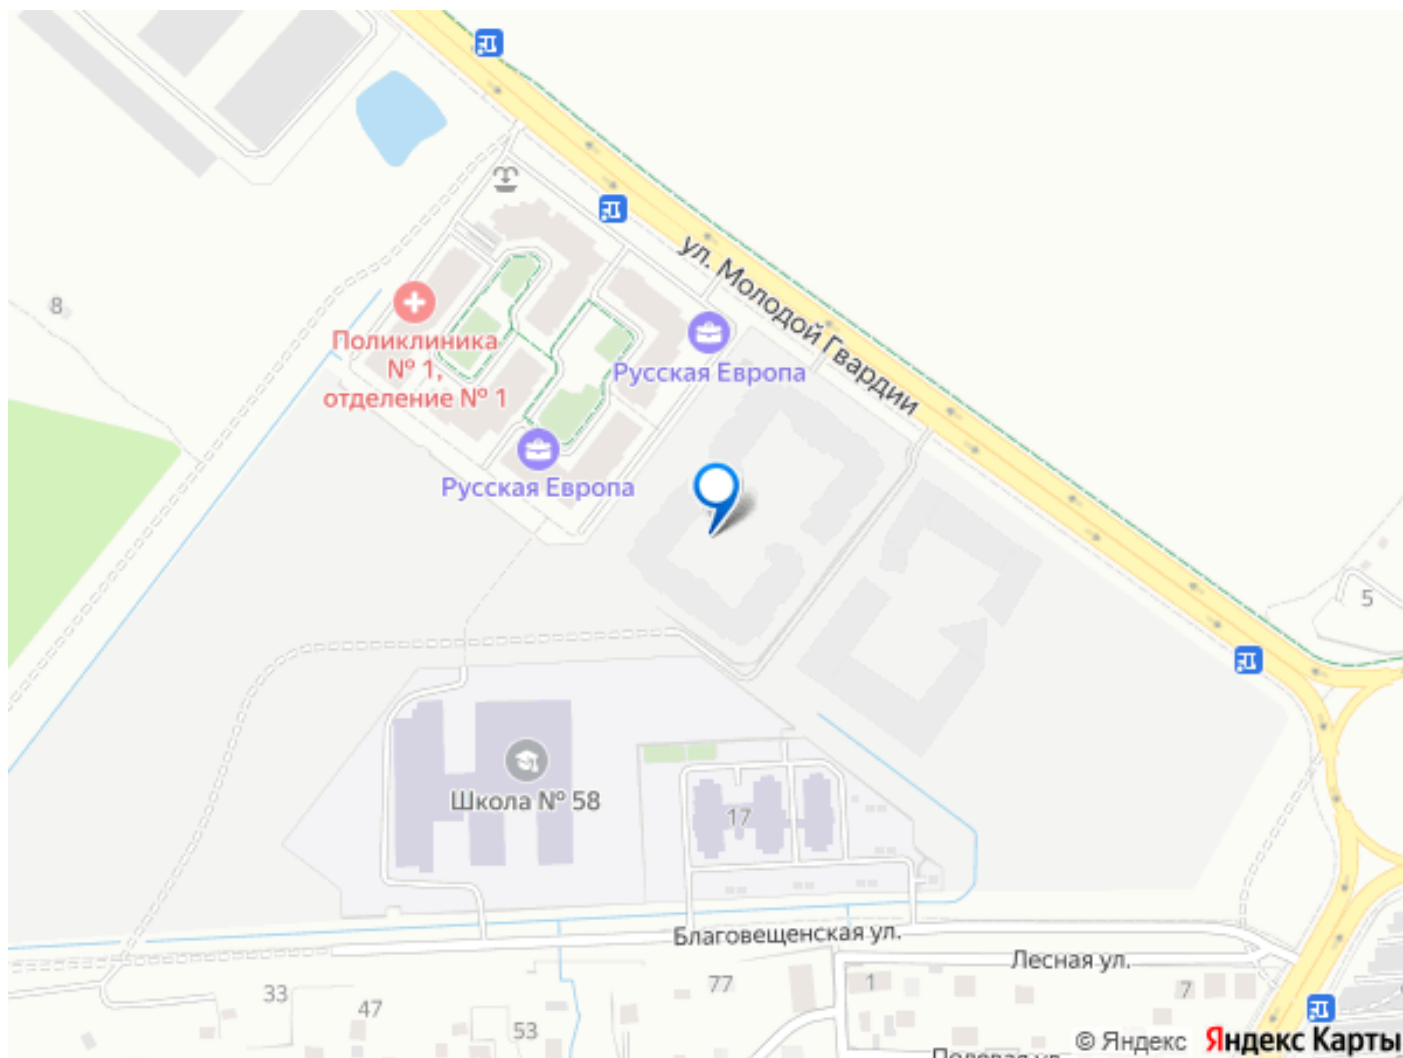 ул. Молодой Гвардии
8
Поликлиника
№ 1,
отделение № 1
Русская Европа
Русская Европа
5
Школа № 58
17
Благовещенская ул.
Лесная ул.
77
1
7
33
47
53
© Яндекс Яндекс Карты